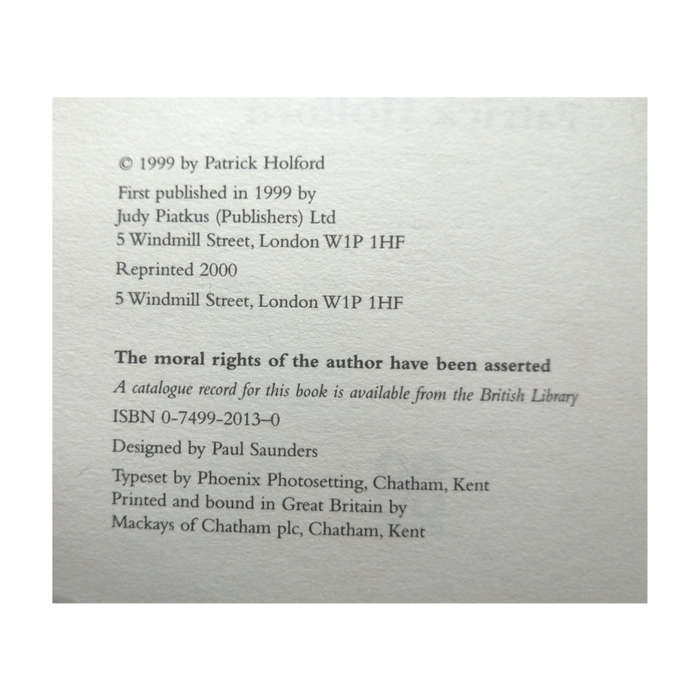 © 1999 by Patrick Holford
First published in 1999 by
Judy Piatkus (Publishers) Ltd
5 Windmill Street, London W1P 1HF
Reprinted 2000
5 Windmill Street, London W1P 1HF
The moral rights of the author have been asserted
A catalogue record for this book is available from the British Library
ISBN 0-7499-2013–0
Designed by Paul Saunders
Typeset by Phoenix Photosetting, Chatham, Kent
Printed and bound in Great Britain by
Mackays of Chatham plc, Chatham, Kent